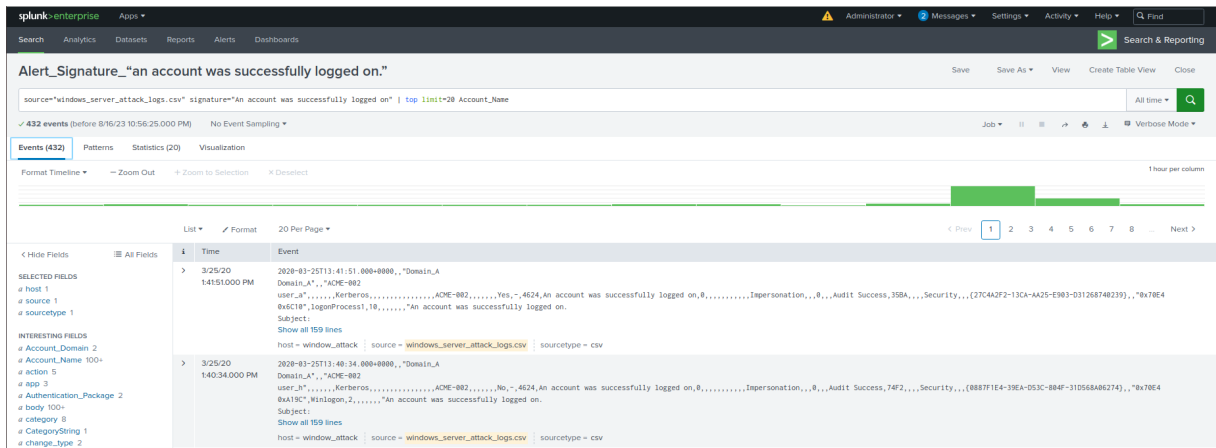 splunk>enterprise Apps ▾ Administrator ▾ 2 Messages ▾ Settings ▾ Activity ▾ Help ▾ Find
Search Analytics Datasets Reports Alerts Dashboards Search & Reporting
Alert_Signature_“an account was successfully logged on.” Save Save As ▾ View Create Table View Close
source="windows_server_attack_logs.csv" signature="An account was successfully logged on" | top limit=20 Account_Name All time ▾
✓ 432 events (before 8/16/23 10:56:25.000 PM) No Event Sampling ▾ Job ▾ Verbose Mode ▾
Events (432) Patterns Statistics (20) Visualization
Format Timeline ▾ — Zoom Out + Zoom to Selection × Deselect 1 hour per column
List ▾ Format 20 Per Page ▾ < Prev 1 2 3 4 5 6 7 8 ... Next >
< Hide Fields All Fields i Time Event
SELECTED FIELDS
a host 1
a source 1
a sourcetype 1
INTERESTING FIELDS
a Account_Domain 2
a Account_Name 100+
a action 5
a app 3
a Authentication_Package 2
a body 100+
a category 8
a CategoryString 1
a change_type 2
> 3/25/20
1:41:51.000 PM
2020-03-25T13:41:51.000+0000,,"Domain_A
Domain_A",,"ACME-002
user_a",,,,,,,Kerberos,,,,,,,,,,,,,,,,ACME-002,,,,,,,Yes,-,4624,An account was successfully logged on,0,,,,,,,,,,,Impersonation,,,0,,,Audit Success,35BA,,,,Security,,,{27C4A2F2-13CA-AA25-E903-D31268740239},,"0x70E4
0x6C10",logonProcess1,10,,,,,,,"An account was successfully logged on.
Subject:
Show all 159 lines
host = window_attack source = windows_server_attack_logs.csv sourcetype = csv
> 3/25/20
1:40:34.000 PM
2020-03-25T13:40:34.000+0000,,"Domain_A
Domain_A",,"ACME-002
user_h",,,,,,,Kerberos,,,,,,,,,,,,,,,,ACME-002,,,,,,,No,-,4624,An account was successfully logged on,0,,,,,,,,,,,Impersonation,,,0,,,Audit Success,74F2,,,,Security,,,{0887F1E4-39EA-D53C-804F-31D568A06274},,"0x70E4
0xA19C",Winlogon,2,,,,,,,"An account was successfully logged on.
Subject:
Show all 159 lines
host = window_attack source = windows_server_attack_logs.csv sourcetype = csv